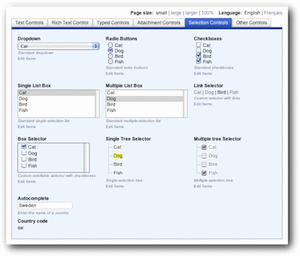 Page size: small | large | larger | 100% Language: English | Français
Text Controls Rich Text Control Typed Controls Attachment Controls Selection Controls Other Controls
Dropdown Radio Buttons Checkboxes
Cat Cat Cat
Dog Dog
Standard dropdown Bird Bird
Edit Items Fish Fish
Standard radio buttons Standard checkboxes
Edit Items Edit Items
Single List Box Multiple List Box Link Selector
Cat Cat Cat | Dog | Bird | Fish
Dog Dog Custom selector with links
Bird Bird Edit Items
Fish Fish
Standard single-selection list Standard multiple-selection list
Edit Items Edit Items
Box Selector Single Tree Selector Multiple tree Selector
Cat Cat Cat
Dog Dog Dog
Bird Bird Bird
Fish Fish Fish
Custom scrollable selector with checkboxes Single-selection tree Multiple-selection tree
Edit Items Edit Items Edit Items
Autocomplete
Sweden
Enter the name of a country
Country code